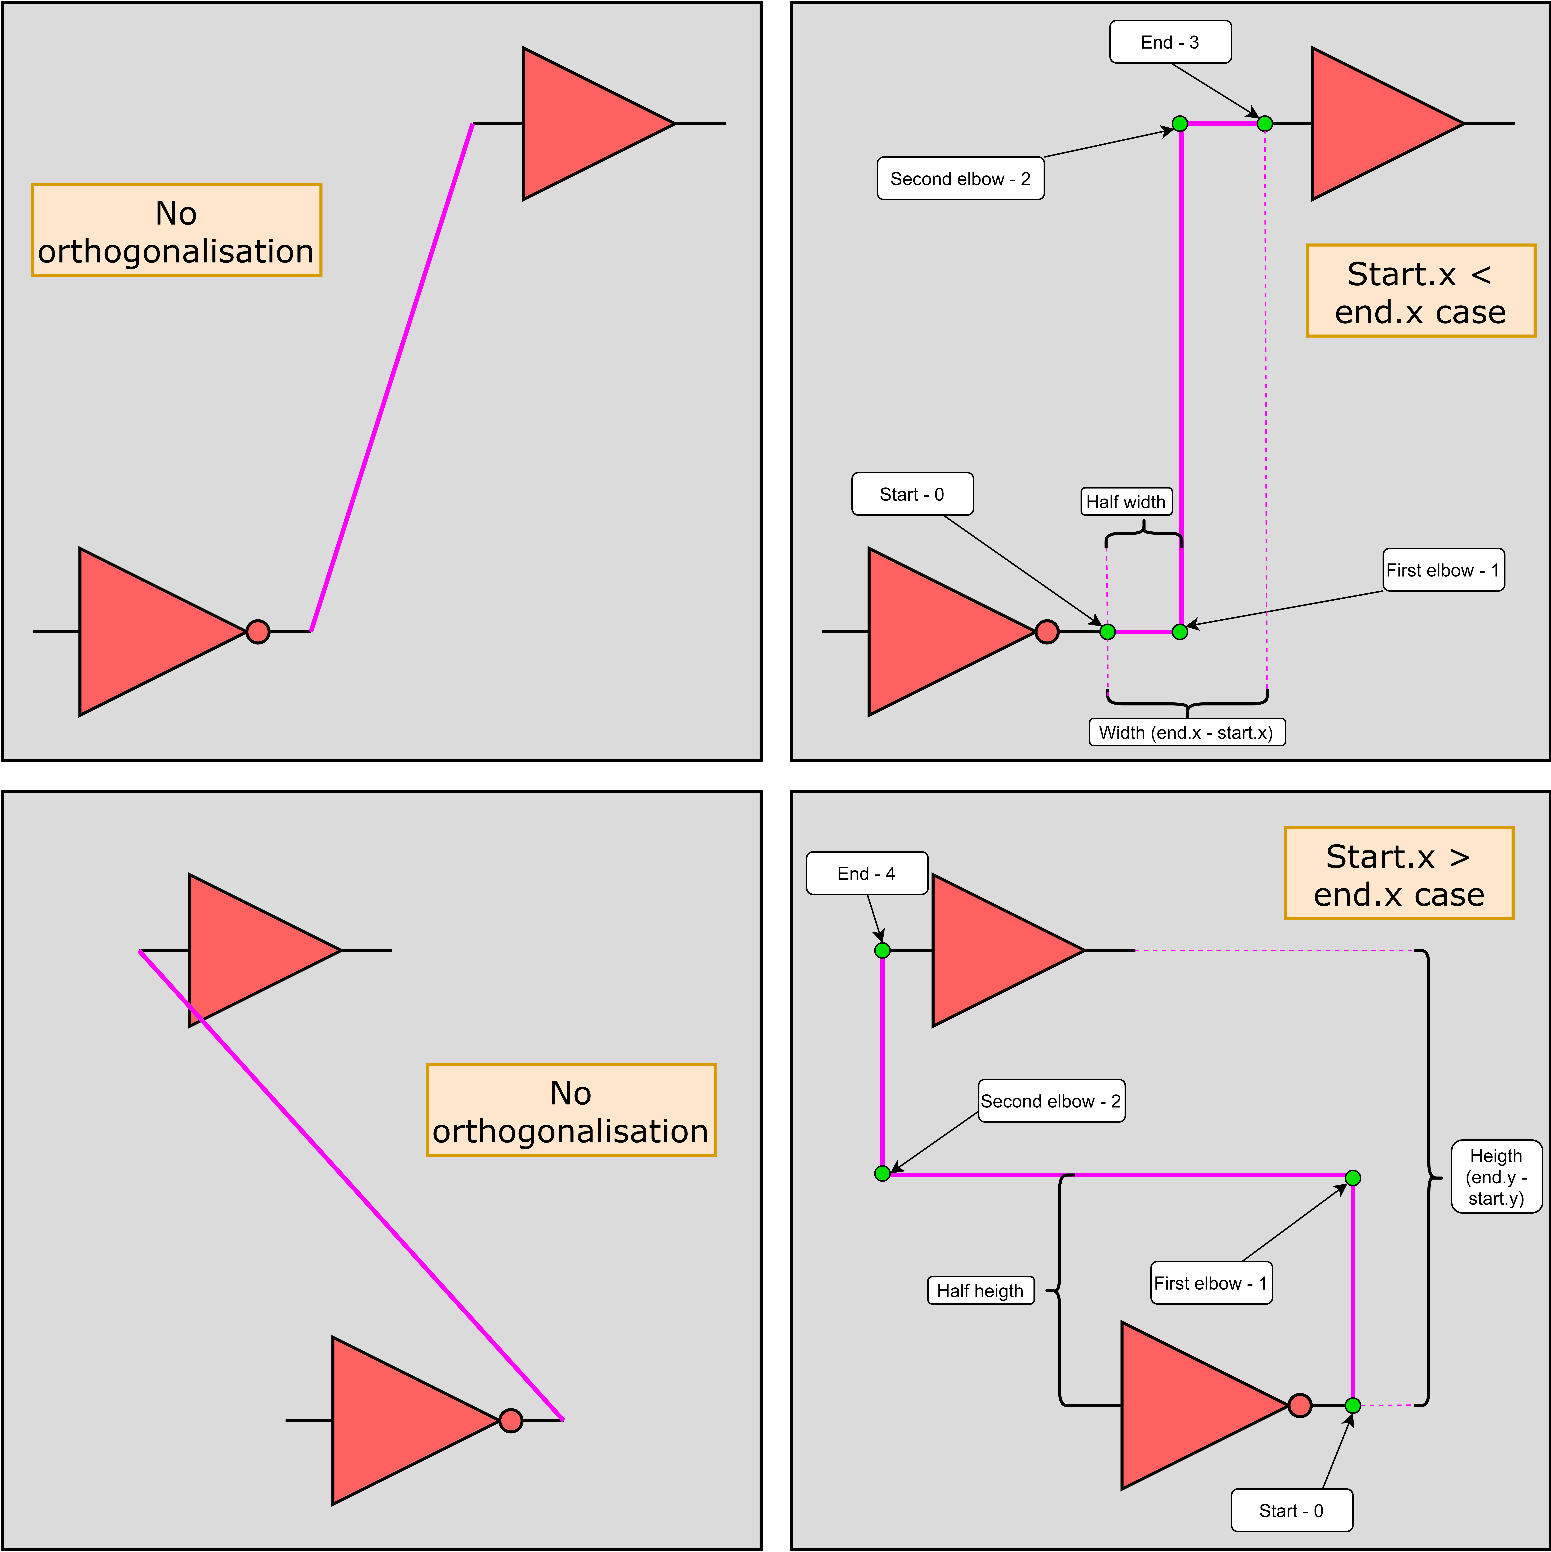 No
orthogonalisation
End - 3
Second elbow - 2
Start.x <
end.x case
Start - 0
Half width
First elbow - 1
Width (end.x - start.x)
No
orthogonalisation
Start.x >
end.x case
End - 4
Second elbow - 2
Heigth
(end.y -
start.y)
First elbow - 1
Half heigth
Start - 0